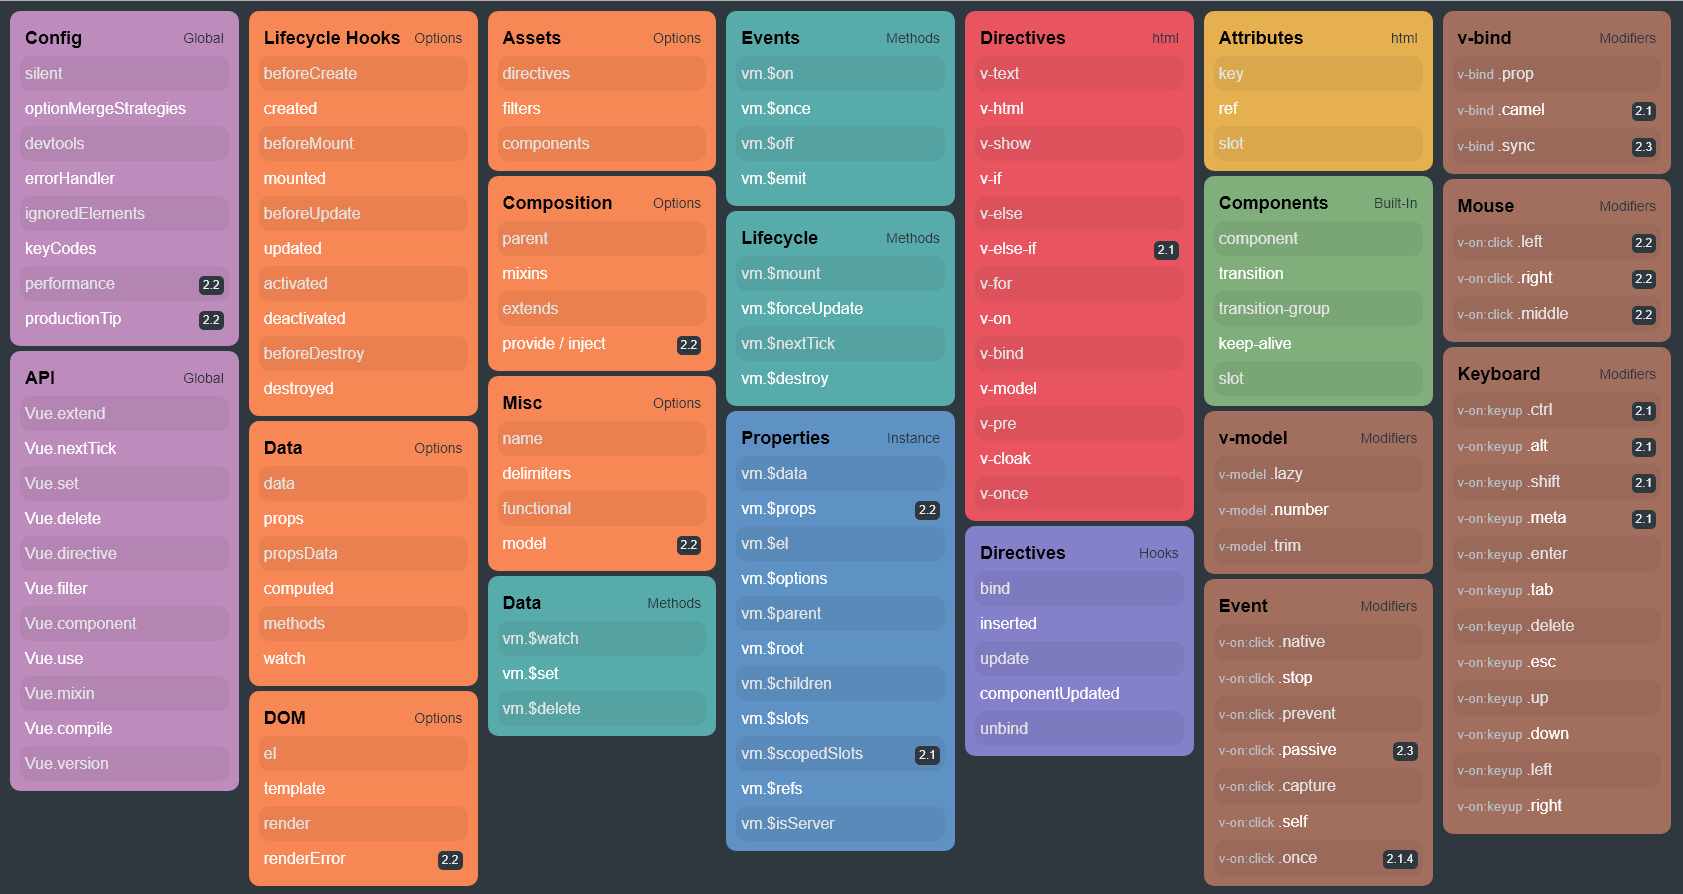 Config Global
silent
optionMergeStrategies
devtools
errorHandler
ignoredElements
keyCodes
performance 2.2
productionTip 2.2
API Global
Vue.extend
Vue.nextTick
Vue.set
Vue.delete
Vue.directive
Vue.filter
Vue.component
Vue.use
Vue.mixin
Vue.compile
Vue.version
Lifecycle Hooks Options
beforeCreate
created
beforeMount
mounted
beforeUpdate
updated
activated
deactivated
beforeDestroy
destroyed
Data Options
data
props
propsData
computed
methods
watch
DOM Options
el
template
render
renderError 2.2
Assets Options
directives
filters
components
Composition Options
parent
mixins
extends
provide / inject 2.2
Misc Options
name
delimiters
functional
model 2.2
Data Methods
vm.$watch
vm.$set
vm.$delete
Events Methods
vm.$on
vm.$once
vm.$off
vm.$emit
Lifecycle Methods
vm.$mount
vm.$forceUpdate
vm.$nextTick
vm.$destroy
Properties Instance
vm.$data
vm.$props 2.2
vm.$el
vm.$options
vm.$parent
vm.$root
vm.$children
vm.$slots
vm.$scopedSlots 2.1
vm.$refs
vm.$isServer
Directives html
v-text
v-html
v-show
v-if
v-else
v-else-if 2.1
v-for
v-on
v-bind
v-model
v-pre
v-cloak
v-once
Directives Hooks
bind
inserted
update
componentUpdated
unbind
Attributes html
key
ref
slot
Components Built-In
component
transition
transition-group
keep-alive
slot
v-model Modifiers
v-model .lazy
v-model .number
v-model .trim
Event Modifiers
v-on:click .native
v-on:click .stop
v-on:click .prevent
v-on:click .passive 2.3
v-on:click .capture
v-on:click .self
v-on:click .once 2.1.4
v-bind Modifiers
v-bind .prop
v-bind .camel 2.1
v-bind .sync 2.3
Mouse Modifiers
v-on:click .left 2.2
v-on:click .right 2.2
v-on:click .middle 2.2
Keyboard Modifiers
v-on:keyup .ctrl 2.1
v-on:keyup .alt 2.1
v-on:keyup .shift 2.1
v-on:keyup .meta 2.1
v-on:keyup .enter
v-on:keyup .tab
v-on:keyup .delete
v-on:keyup .esc
v-on:keyup .up
v-on:keyup .down
v-on:keyup .left
v-on:keyup .right